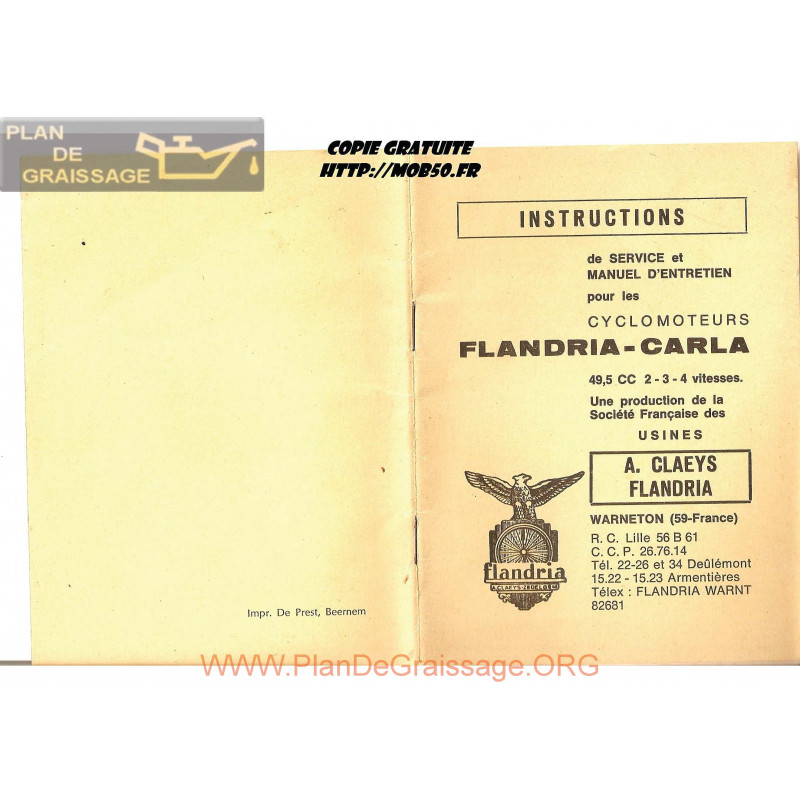 PLAN
DE
GRAISSAGE
COPIE GRATUITE
HTTP://MOB50.FR
INSTRUCTIONS
de SERVICE et
MANUEL D'ENTRETIEN
pour les
CYCLOMOTEURS
FLANDRIA-CARLA
49,5 CC 2-3-4 vitesses.
Une production de la
Société Française des
USINES
A. CLAEYS
FLANDRIA
WARNETON (59-France)
R. C. Lille 56 B 61
C. C. P. 26.76.14
Tél. 22-26 et 34 Deûlémont
15.22 - 15.23 Armentières
Télex : FLANDRIA WARNT
82681
flandria
Impr. De Prest, Beernem
www.PlanDeGraissage.ORG